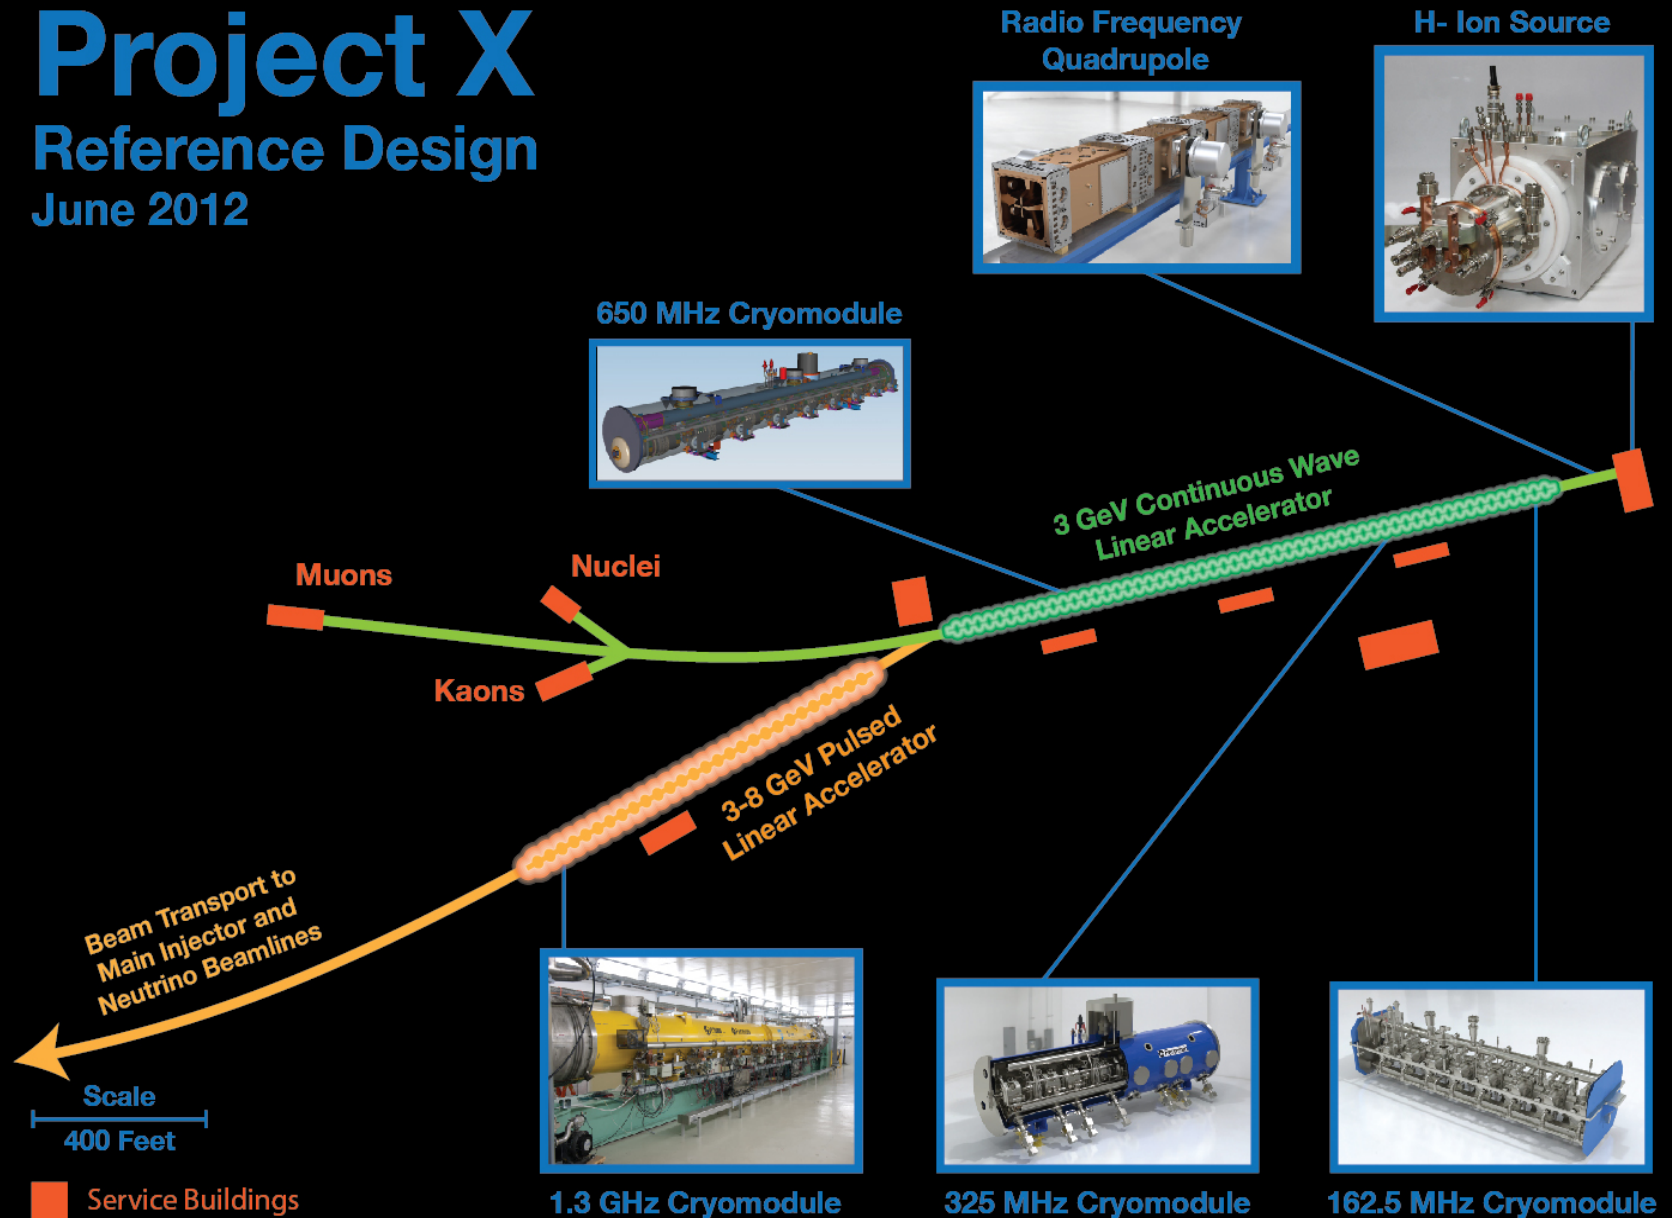 Project X
Reference Design
June 2012
Radio Frequency
Quadrupole
H- Ion Source
650 MHz Cryomodule
3 GeV Continuous Wave
Linear Accelerator
Muons
Nuclei
Kaons
3-8 GeV Pulsed
Linear Accelerator
Beam Transport to
Main Injector and
Neutrino Beamlines
Scale
400 Feet
Service Buildings
1.3 GHz Cryomodule
325 MHz Cryomodule
162.5 MHz Cryomodule